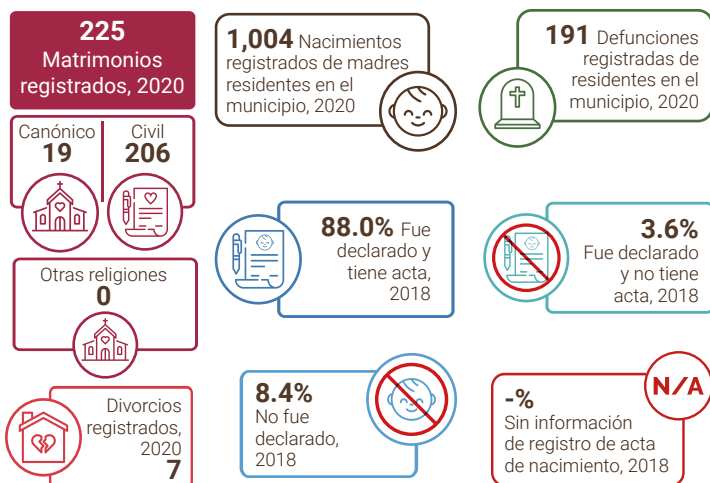 225
Matrimonios
registrados, 2020
Canónico
19
Civil
206
Otras religiones
0
Divorcios
registrados,
2020
7
1,004 Nacimientos
registrados de madres
residentes en el
municipio, 2020
191 Defunciones
registradas de
residentes en el
municipio, 2020
88.0% Fue
declarado y
tiene acta,
2018
3.6%
Fue declarado
y no tiene
acta, 2018
8.4%
No fue
declarado,
2018
N/A
-%
Sin información
de registro de acta
de nacimiento, 2018